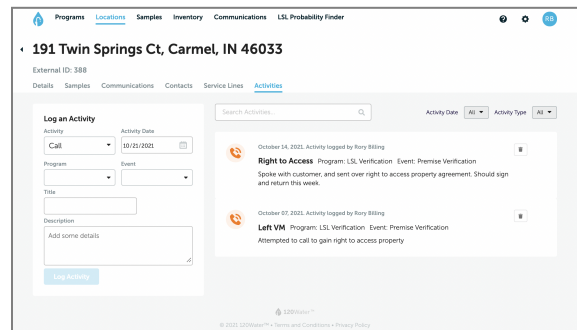 Programs Locations Samples Inventory Communications LSL Probability Finder RB
191 Twin Springs Ct, Carmel, IN 46033
External ID: 388
Details Samples Communications Contacts Service Lines Activities
Log an Activity
Activity Activity Date
Call 10/21/2021
Program Event
Title
Description
Add some details
Log Activity
Search Activities... Activity Date All Activity Type All
October 14, 2021. Activity logged by Rory Billing
Right to Access Program: LSL Verification Event: Premise Verification
Spoke with customer, and sent over right to access property agreement. Should sign
and return this week.
October 07, 2021. Activity logged by Rory Billing
Left VM Program: LSL Verification Event: Premise Verification
Attempted to call to gain right to access property
120Water™
© 2021 120Water™ • Terms and Conditions • Privacy Policy